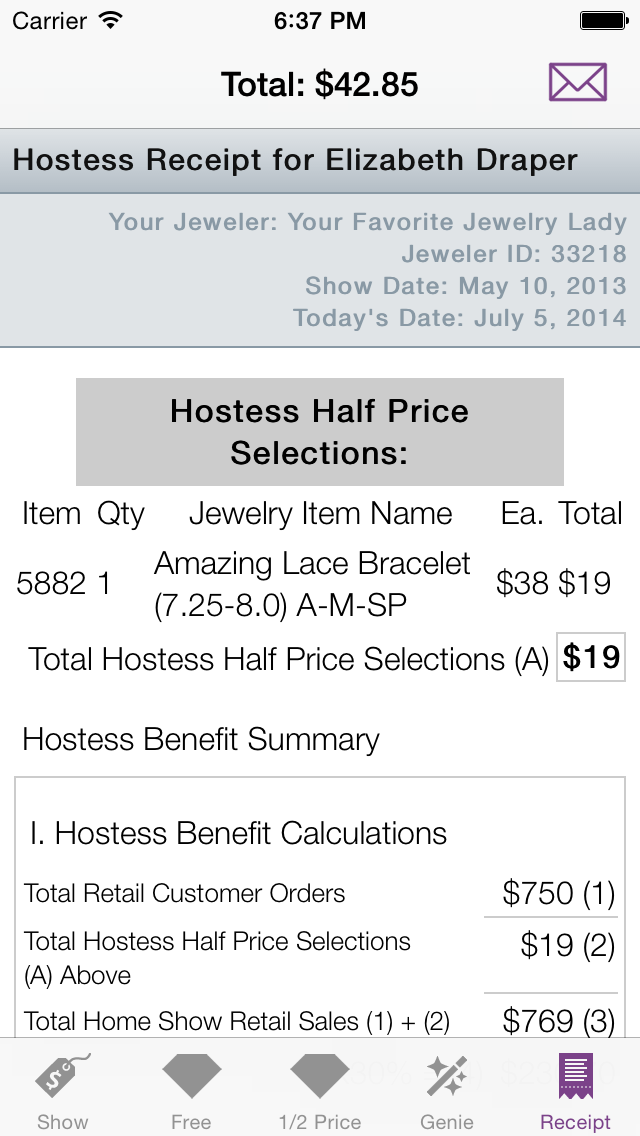 Carrier 6:37 PM
Total: $42.85
Hostess Receipt for Elizabeth Draper
Your Jeweler: Your Favorite Jewelry Lady
Jeweler ID: 33218
Show Date: May 10, 2013
Today's Date: July 5, 2014
Hostess Half Price
Selections:
Item Qty Jewelry Item Name Ea. Total
5882 1 Amazing Lace Bracelet (7.25-8.0) A-M-SP $38 $19
Total Hostess Half Price Selections (A) $19
Hostess Benefit Summary
I. Hostess Benefit Calculations
Total Retail Customer Orders $750 (1)
Total Hostess Half Price Selections $19 (2)
(A) Above
Total Home Show Retail Sales (1) + (2) $769 (3)
Show Free 1/2 Price Genie Receipt